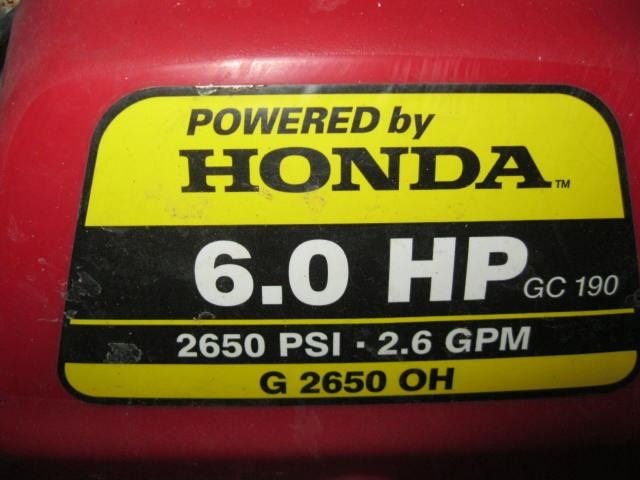 POWERED by
HONDA™
6.0 HP GC 190
2650 PSI · 2.6 GPM
G 2650 OH